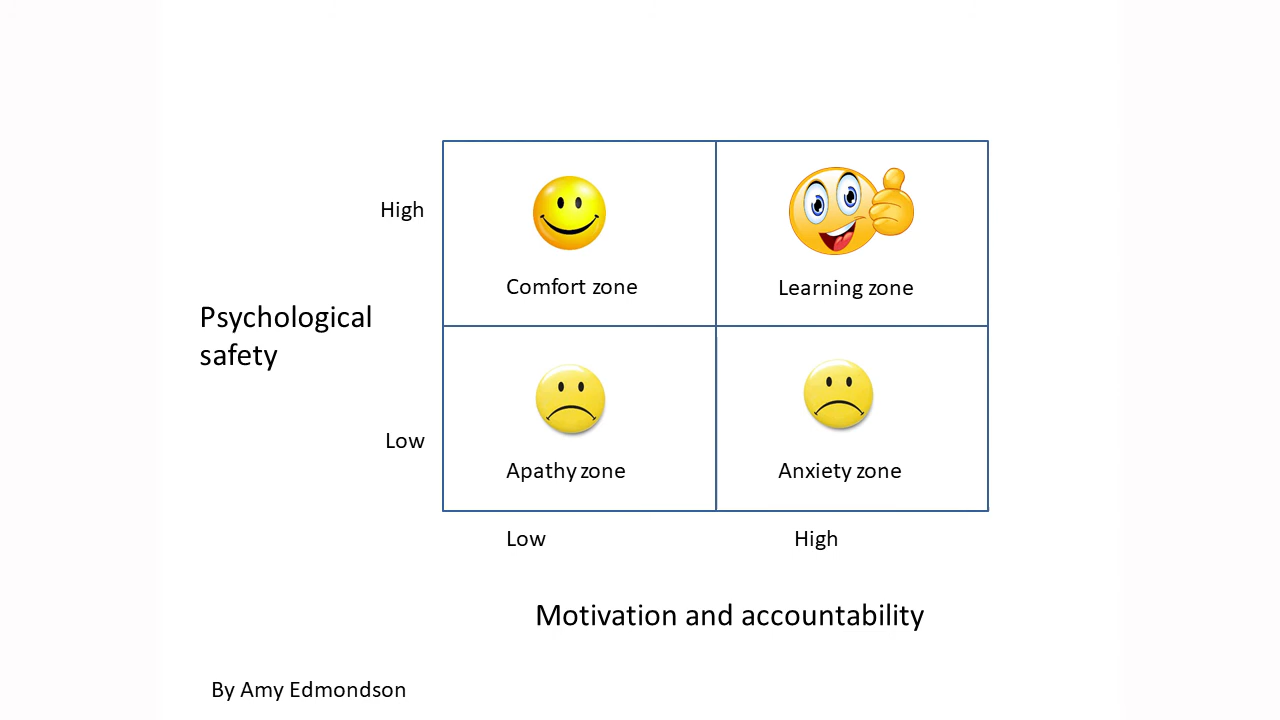 High
Comfort zone
Learning zone
Psychological
safety
Low
Apathy zone
Anxiety zone
Low
High
Motivation and accountability
By Amy Edmondson